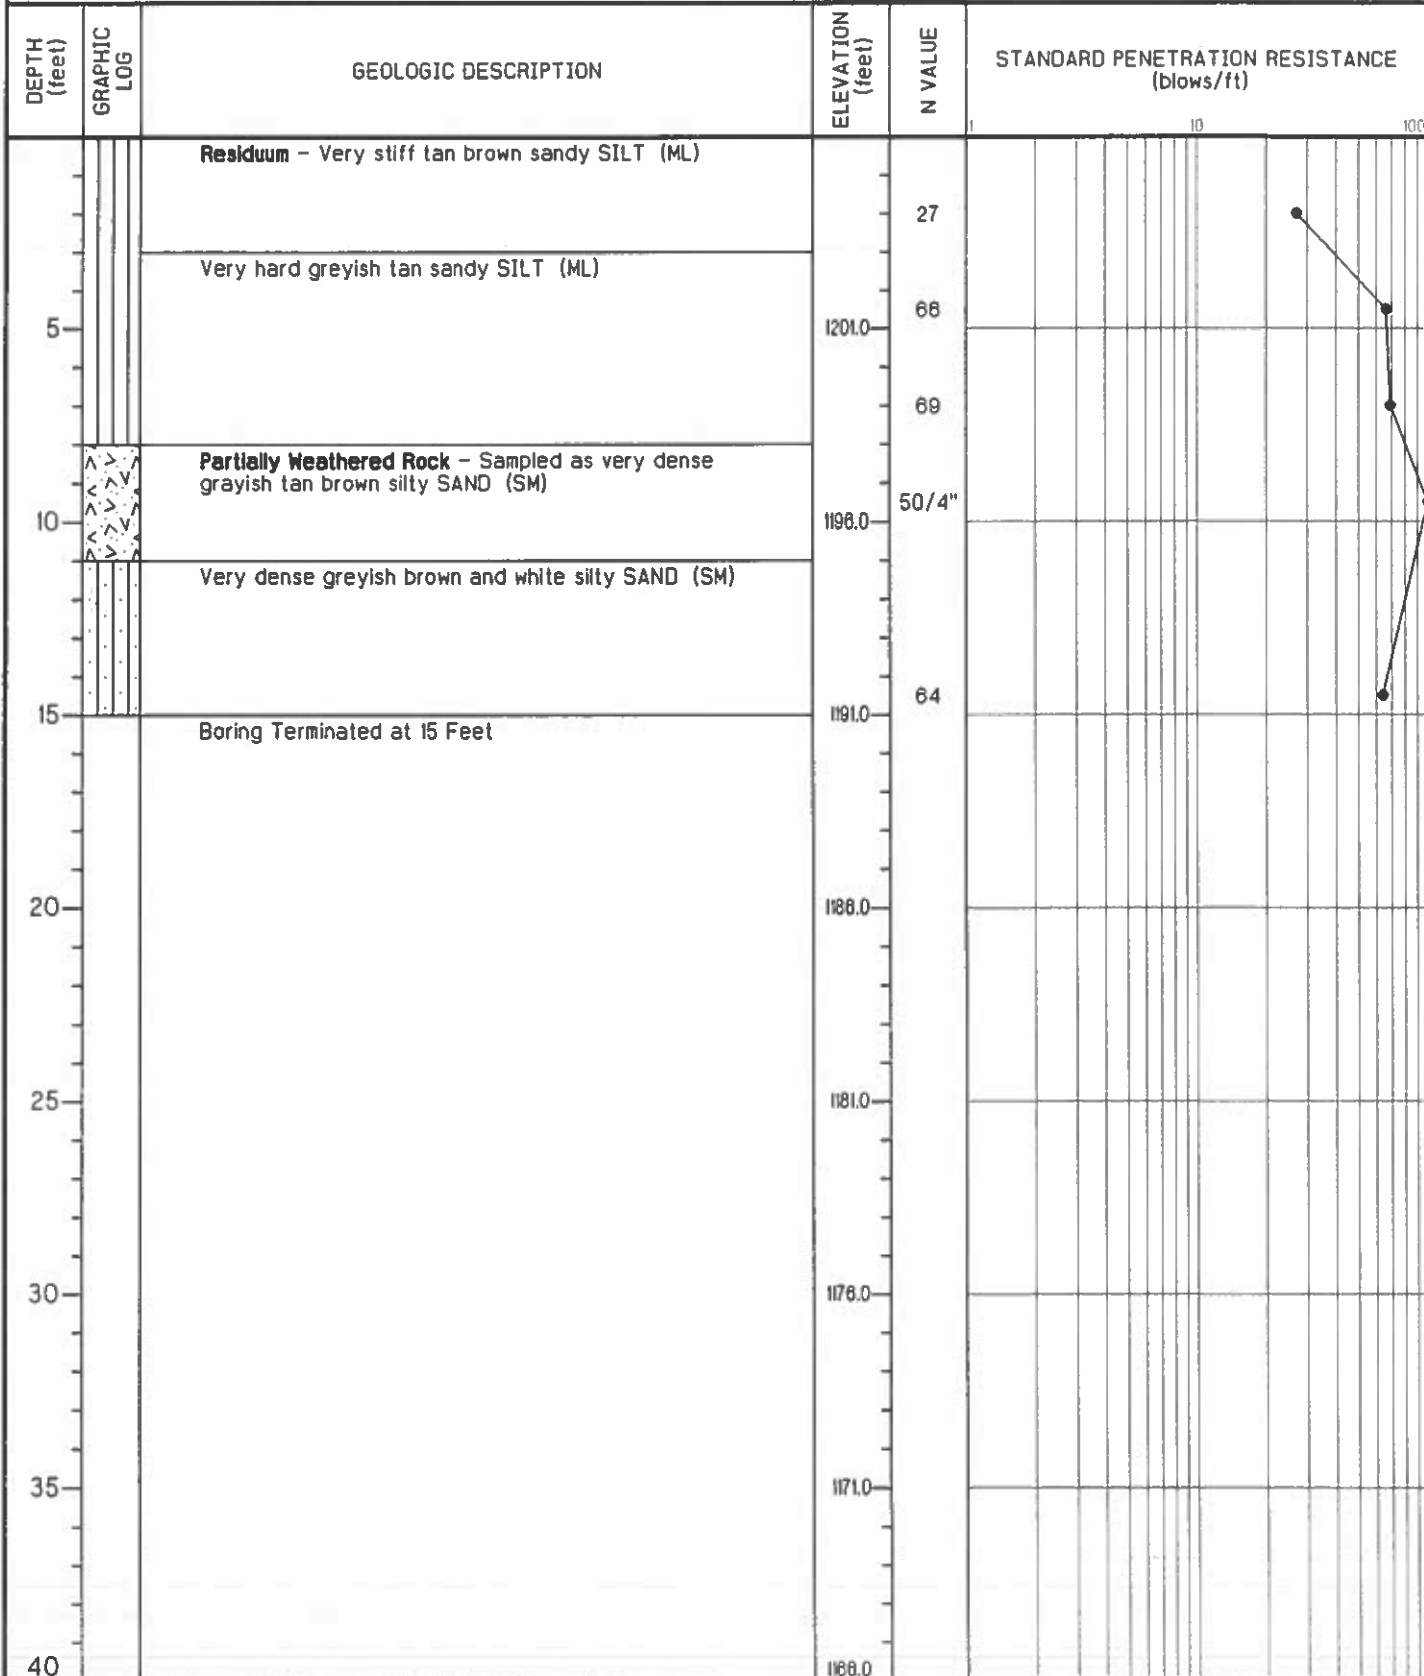 DEPTH
(feet)
GRAPHIC
LOG
GEOLOGIC DESCRIPTION
ELEVATION
(feet)
N VALUE
STANDARD PENETRATION RESISTANCE
(blows/ft)
1 10 100
Residuum - Very stiff tan brown sandy SILT (ML)
27
Very hard greyish tan sandy SILT (ML)
66
5 1201.0
69
Partially Weathered Rock - Sampled as very dense
grayish tan brown silty SAND (SM)
50/4"
10 1196.0
Very dense greyish brown and white silty SAND (SM)
64
15 1191.0
Boring Terminated at 15 Feet
20 1186.0
25 1181.0
30 1176.0
35 1171.0
40 1166.0